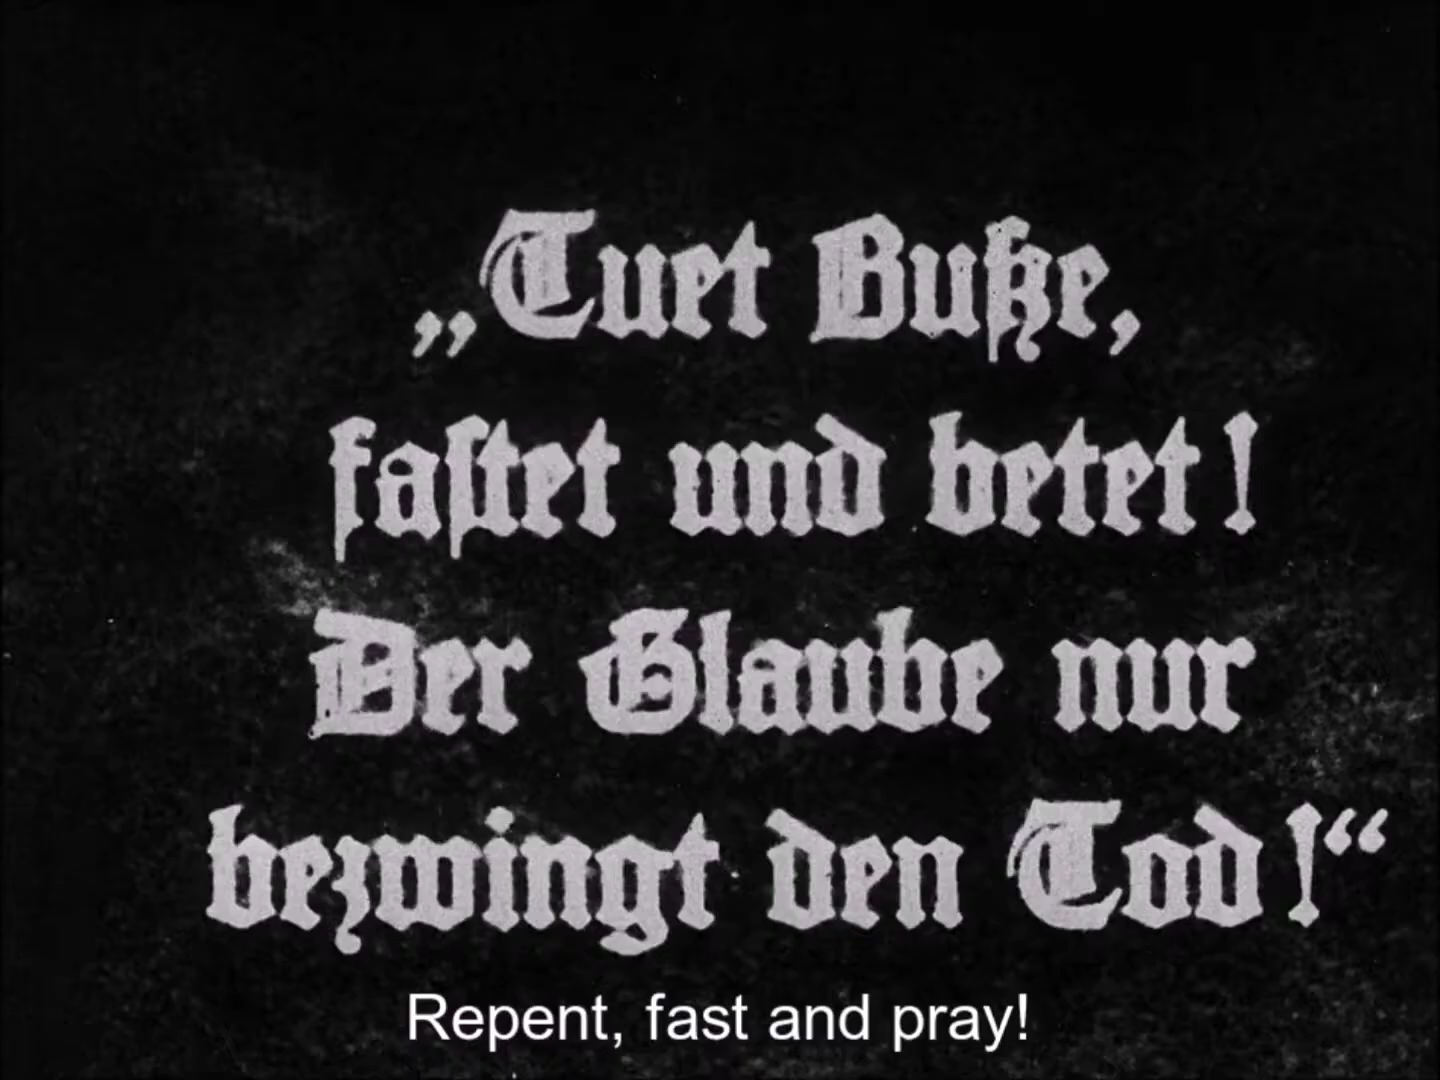 „Tuet Buße,
fastet und betet!
Der Glaube nur
bezwingt den Tod!“
Repent, fast and pray!